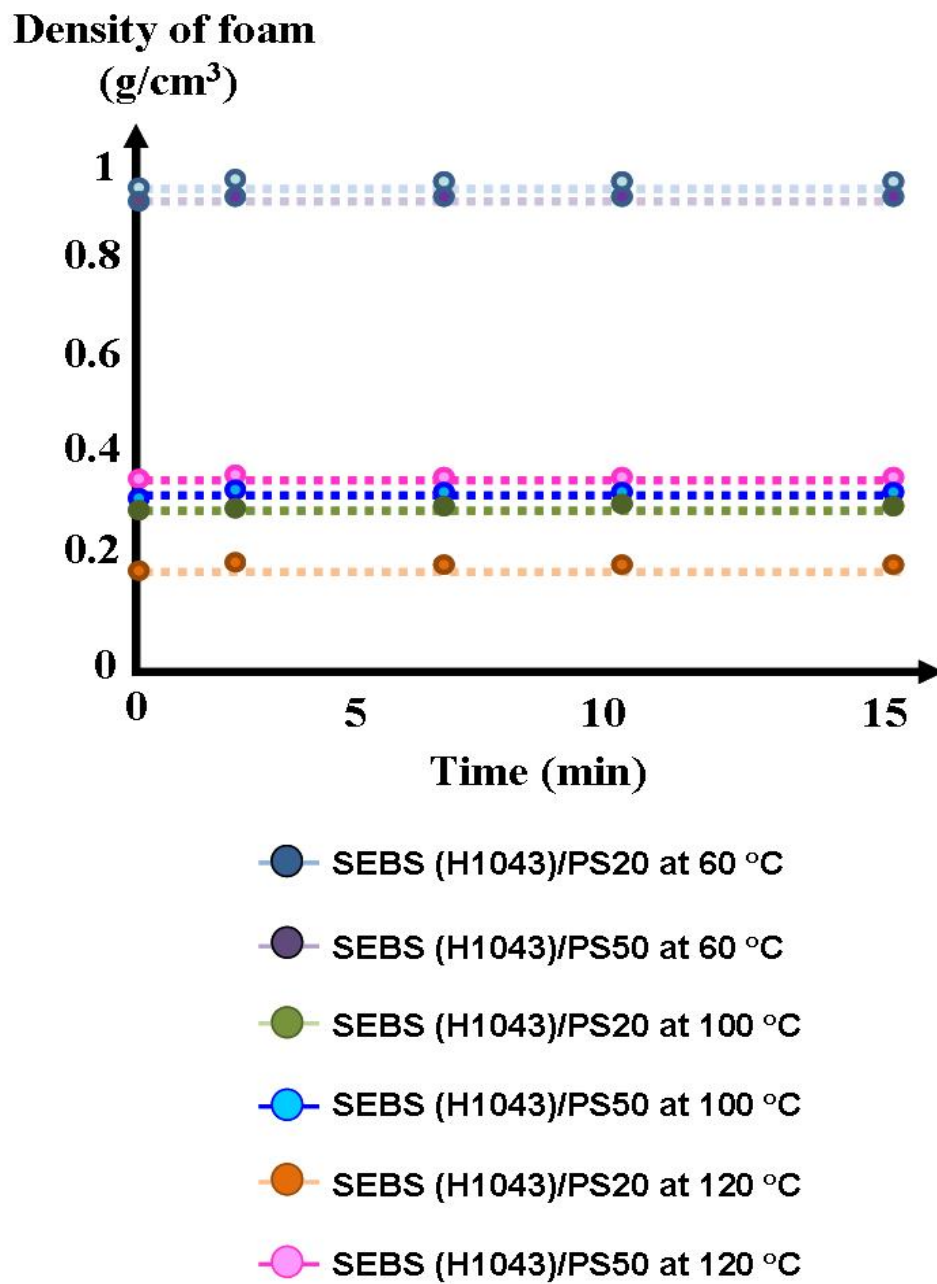 Density of foam
(g/cm³)
1
0.8
0.6
0.4
0.2
0
0 5 10 15
Time (min)
SEBS (H1043)/PS20 at 60 °C
SEBS (H1043)/PS50 at 60 °C
SEBS (H1043)/PS20 at 100 °C
SEBS (H1043)/PS50 at 100 °C
SEBS (H1043)/PS20 at 120 °C
SEBS (H1043)/PS50 at 120 °C